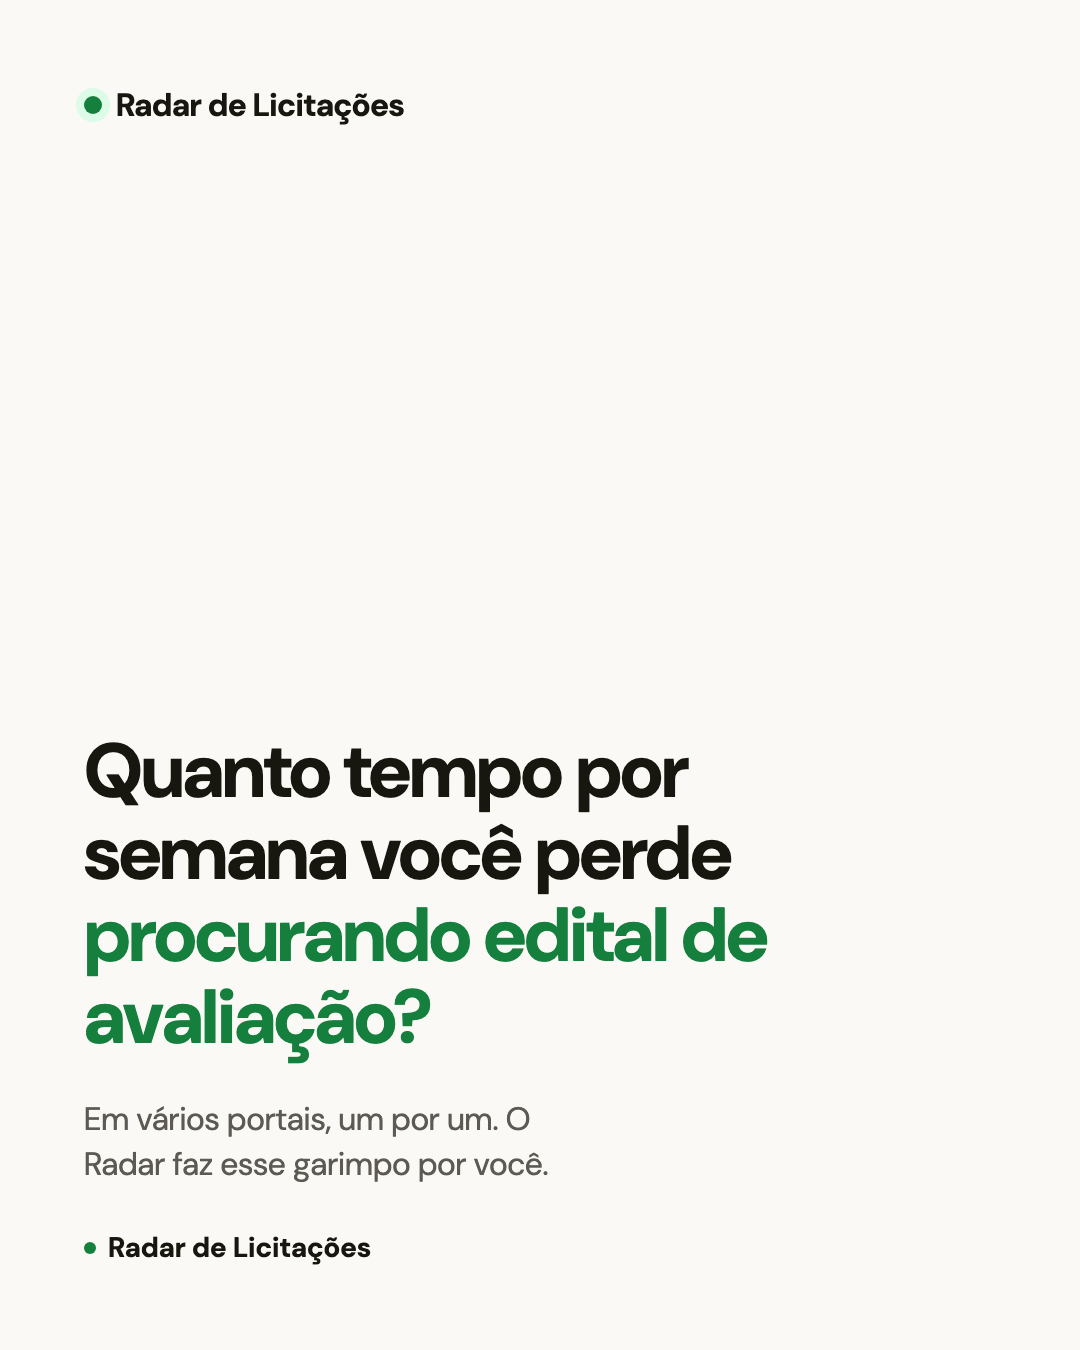 Radar de Licitações
Quanto tempo por
semana você perde
procurando edital de
avaliação?
Em vários portais, um por um. O
Radar faz esse garimpo por você.
Radar de Licitações